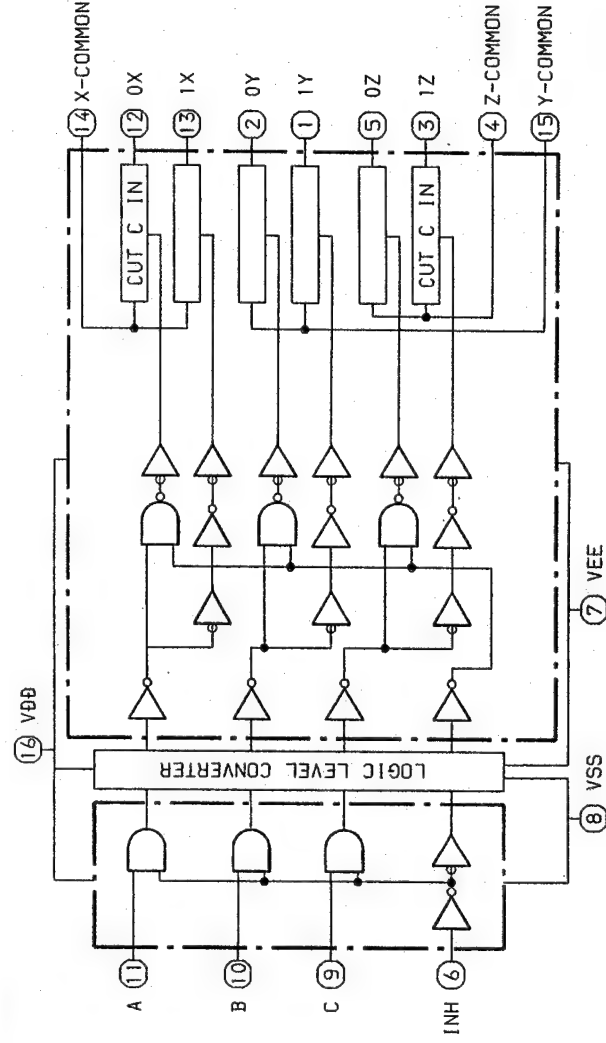 14 X-COMMON
12 0X
13 1X
2 0Y
1 1Y
5 0Z
3 1Z
4 Z-COMMON
15 Y-COMMON
CUT C IN
CUT C IN
16 VDD
LOGIC LEVEL CONVERTER
A 11
B 10
C 9
INH 6
8 VSS
7 VEE